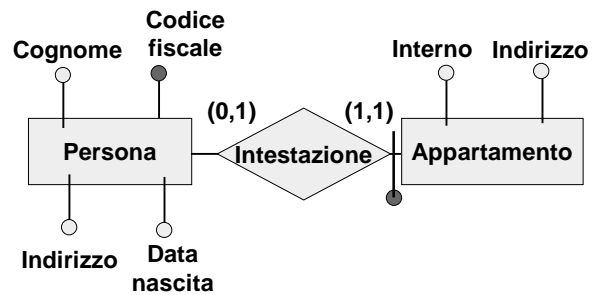 Codice
fiscale
Cognome
Interno
Indirizzo
(0,1)
(1,1)
Persona
Intestazione
Appartamento
Indirizzo
Data
nascita